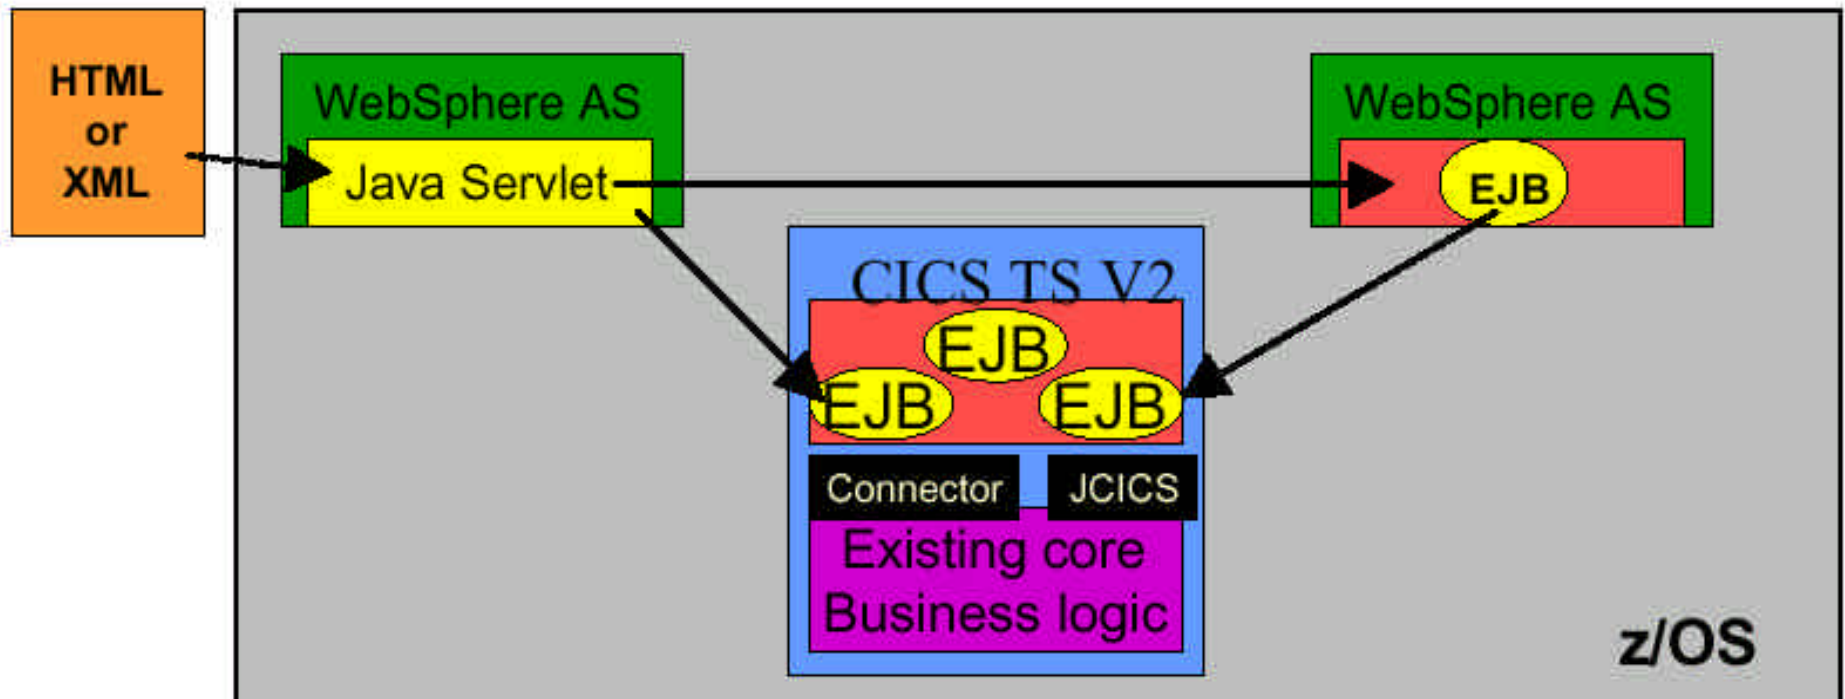 HTML
or
XML
WebSphere AS
Java Servlet
WebSphere AS
EJB
CICS TS V2
EJB
EJB
EJB
Connector
JCICS
Existing core
Business logic
z/OS